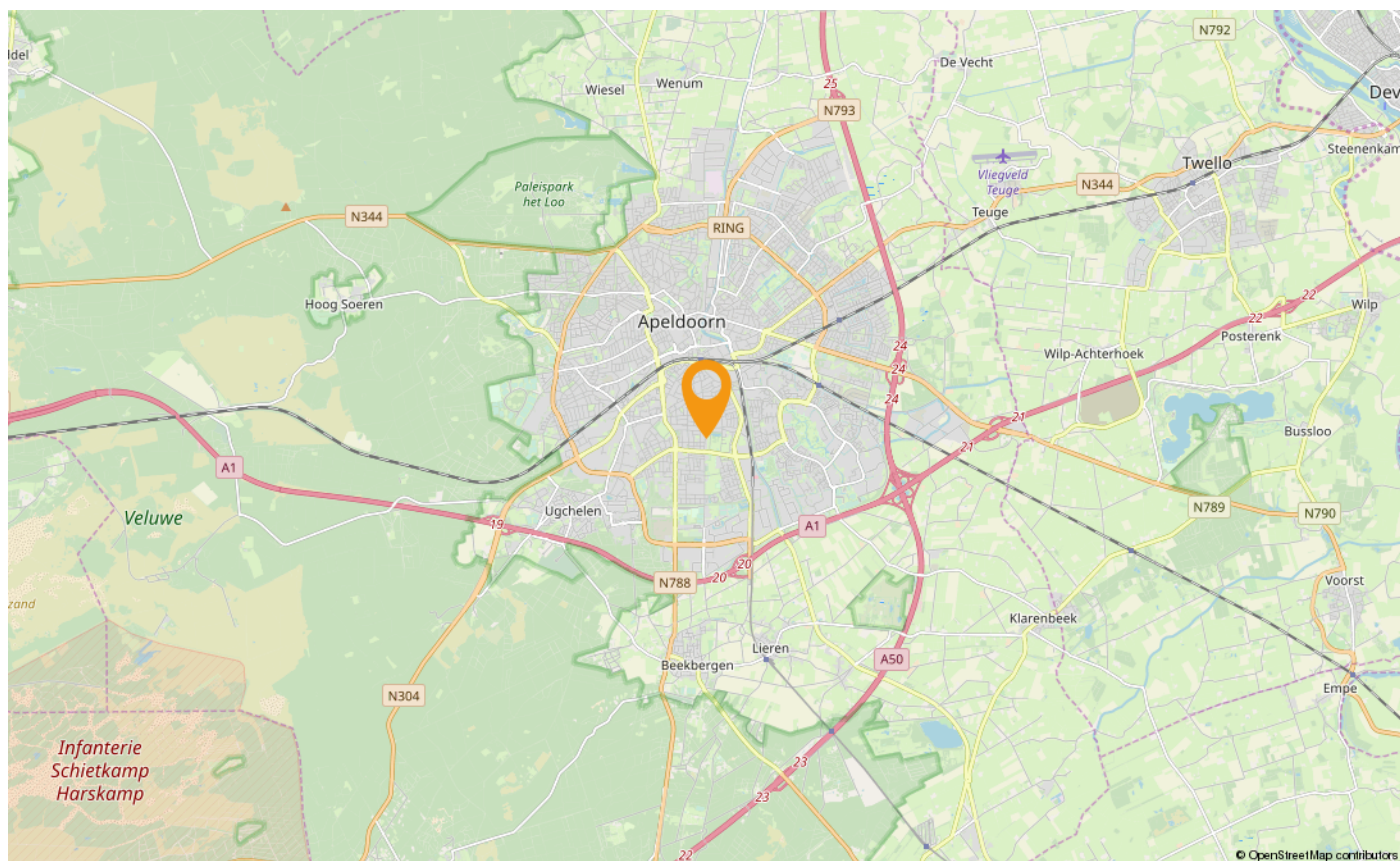 ddel
N792
De Vecht
Wenum
Wiesel
25
Dev
N793
Steenenkam
Vliegveld
Teuge
Twello
N344
Paleispark
het Loo
Teuge
N344
RING
22
Hoog Soeren
Wilp
22
Apeldoorn
Posterenk
24
Wilp-Achterhoek
24
24
21
Bussloo
21
A1
N789
Ugchelen
N790
Veluwe
19
A1
20
20
N788
Voorst
zand
Klarenbeek
Lieren
A50
Beekbergen
Empe
N304
Infanterie
Schietkamp
Harskamp
23
23
22
© OpenStreetMap contributors